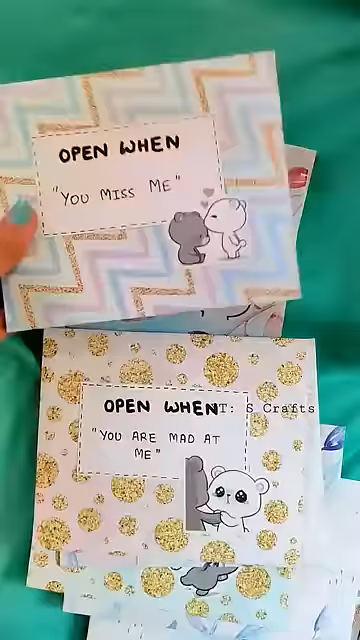 OPEN WHEN
"YOU MISS ME"
OPEN WHEN
T: S Crafts
"YOU ARE MAD AT
ME"